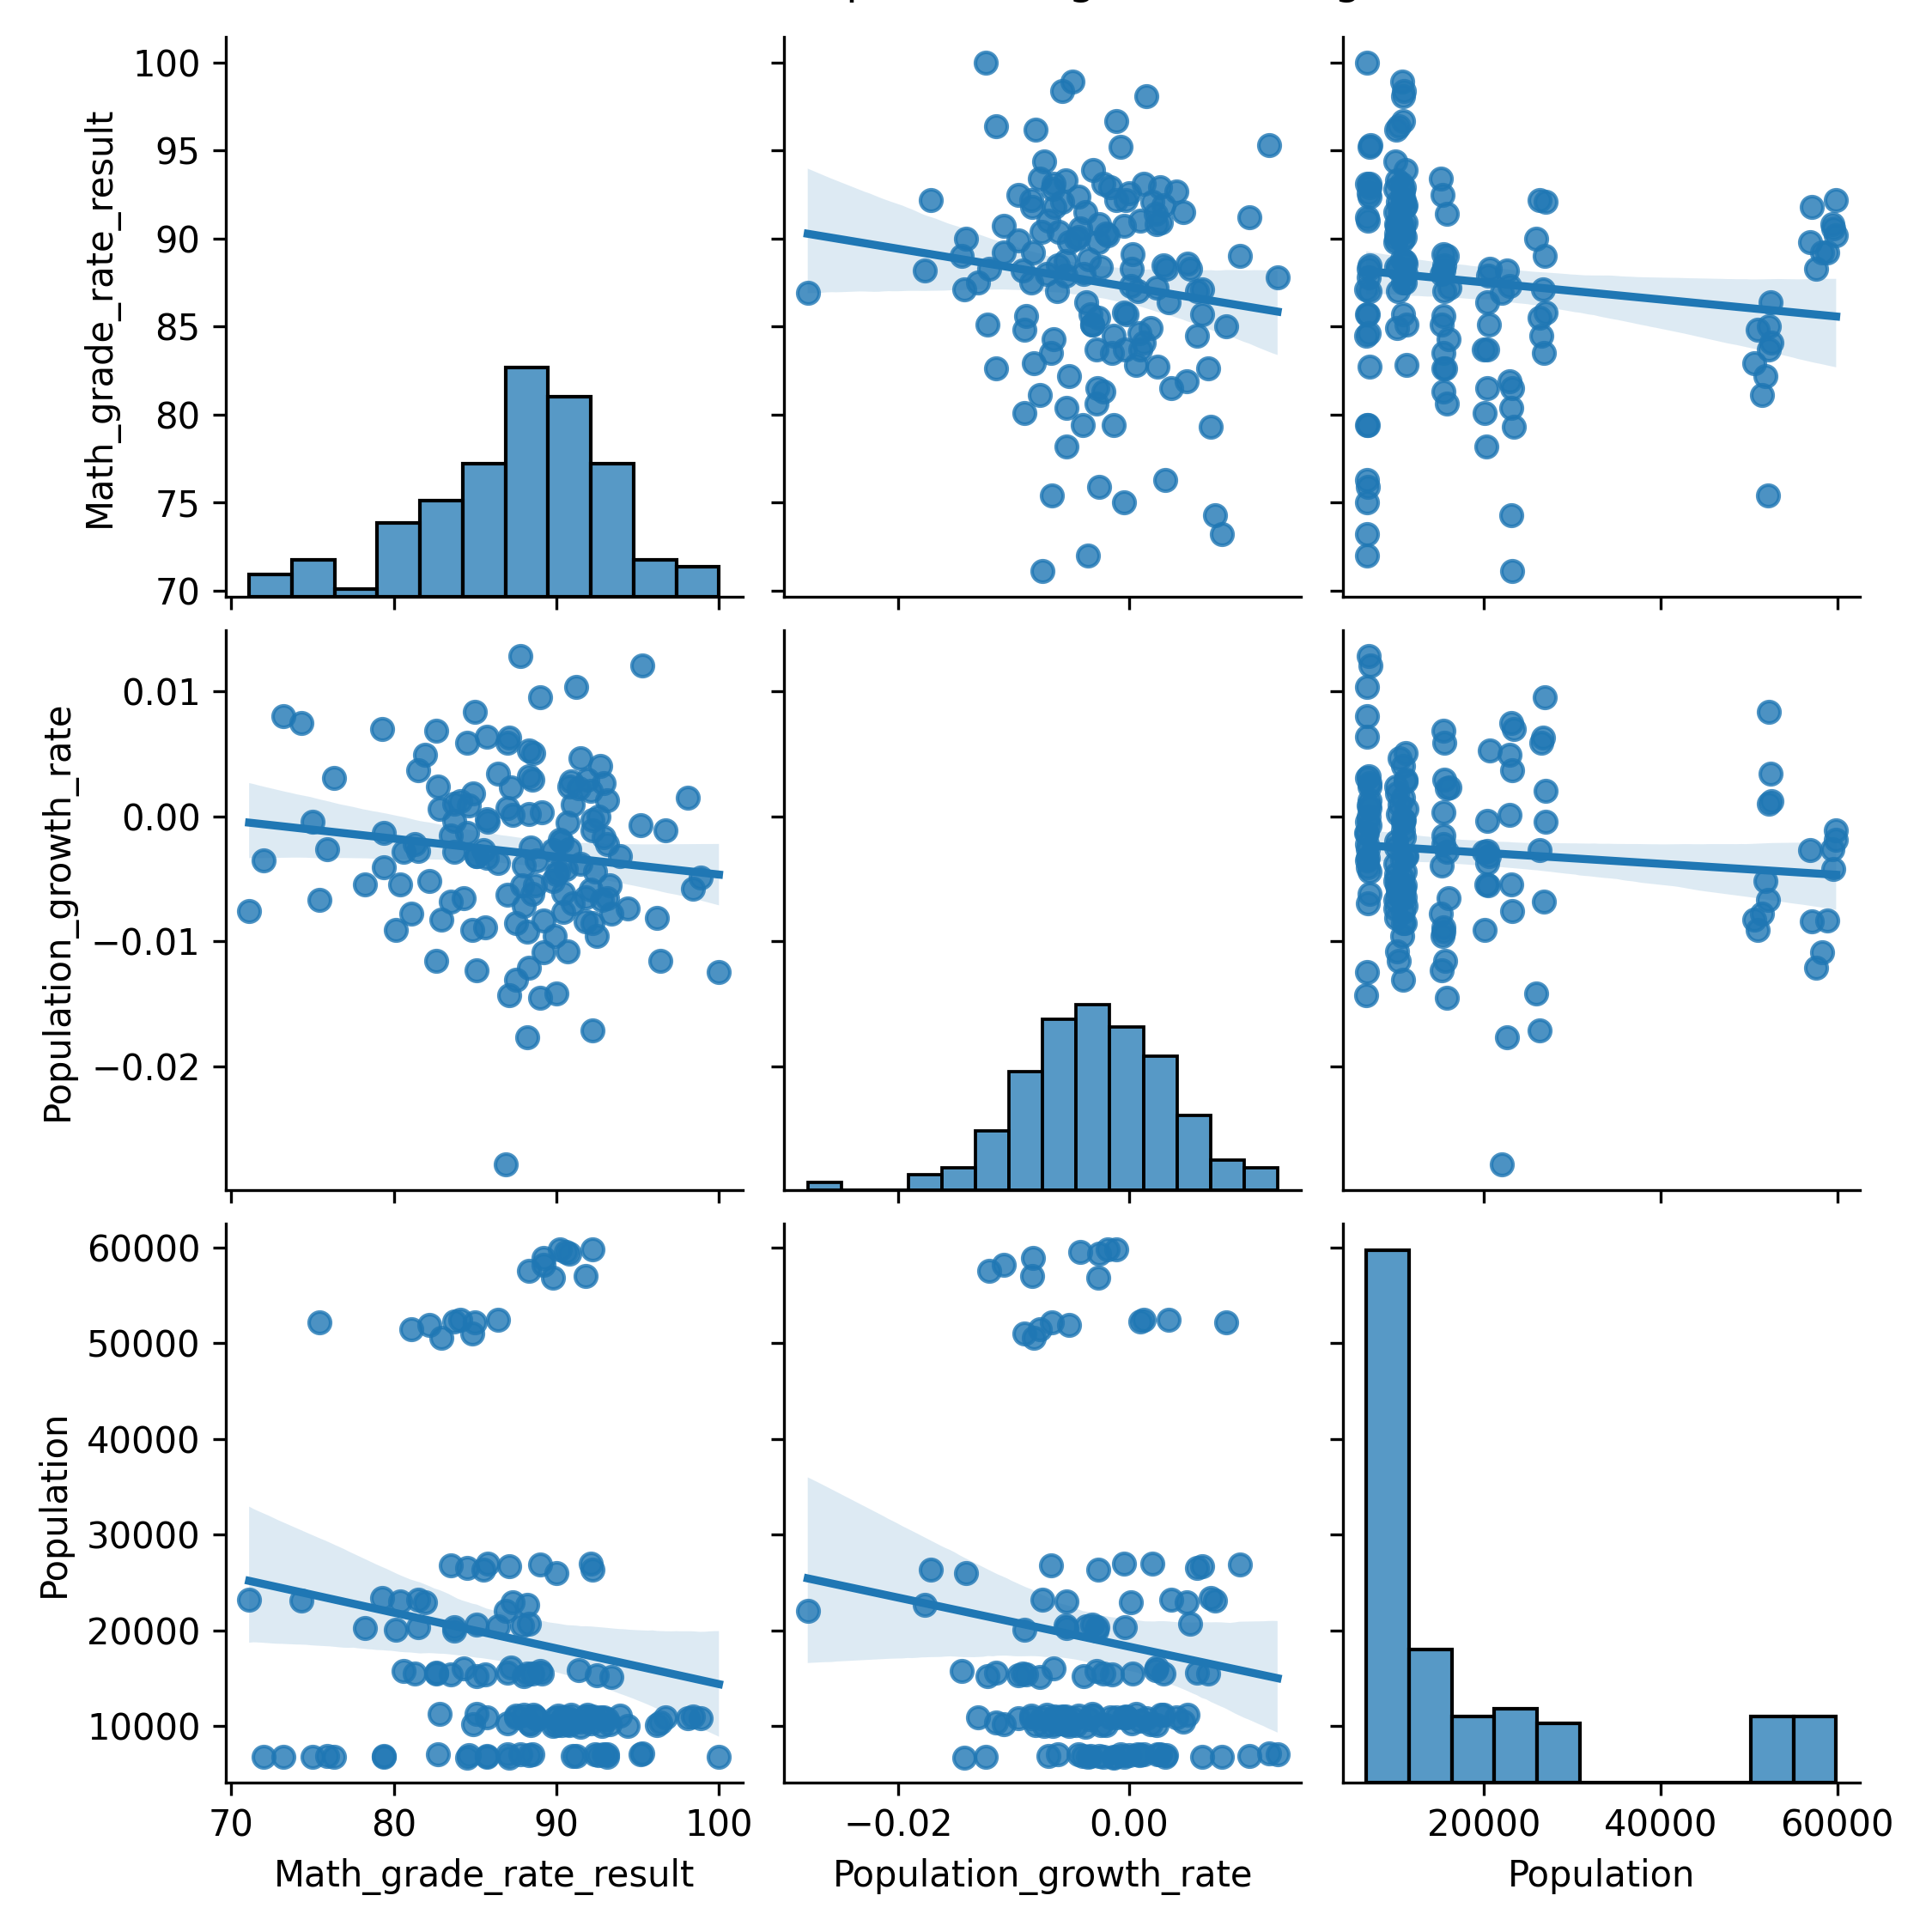 100
95
90
85
80
75
70
Math_grade_rate_result
0.01
0.00
−0.01
−0.02
Population_growth_rate
60000
50000
40000
30000
20000
10000
Population
70 80 90 100
−0.02 0.00
20000 40000 60000
Math_grade_rate_result
Population_growth_rate
Population